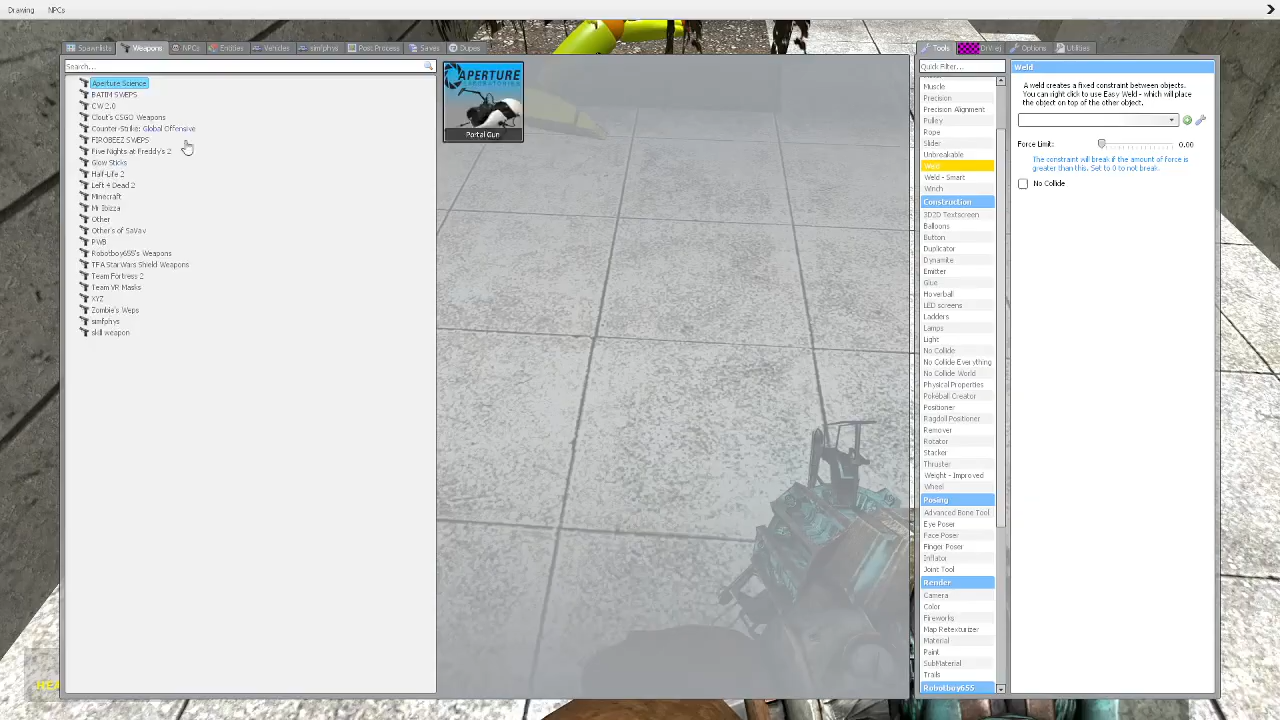 Drawing NPCs
Spawnlists Weapons NPCs Entities Vehicles simfphys Post Process Saves Dupes
Search...
Aperture Science
BATIM SWEPS
CW 2.0
Clout's CSGO Weapons
Counter-Strike: Global Offensive
FIROBEEZ SWEPS
Five Nights at Freddy's 2
Glow Sticks
Half-Life 2
Left 4 Dead 2
Minecraft
Mr Ibizza
Other
Other's of SaVav
PWB
Robotboy655's Weapons
TFA StarWars Shield Weapons
Team Fortress 2
Team VR Masks
XYZ
Zombie's Weps
simfphys
skill weapon
APERTURE
LABORATORIES
Portal Gun
Tools Options Utilities
Quick Filter...
Muscle
Precision
Precision Alignment
Pulley
Rope
Slider
Unbreakable
Weld
Weld - Smart
Winch
Construction
3D2D Textscreen
Balloons
Button
Duplicator
Dynamite
Emitter
Glue
Hoverball
LED screens
Ladders
Lamps
Light
No Collide
No Collide Everything
No Collide World
Physical Properties
Pokéball Creator
Positioner
Ragdoll Positioner
Remover
Rotator
Stacker
Thruster
Weight - Improved
Wheel
Posing
Advanced Bone Tool
Eye Poser
Face Poser
Finger Poser
Inflator
Joint Tool
Render
Camera
Color
Fireworks
Map Retexturizer
Material
Paint
SubMaterial
Trails
Robotboy655
Weld
A weld creates a fixed constraint between objects.
You can right click to use Easy Weld - which will place
the object on top of the other object.
Force Limit: 0.00
The constraint will break if the amount of force is
greater than this. Set to 0 to not break.
No Collide